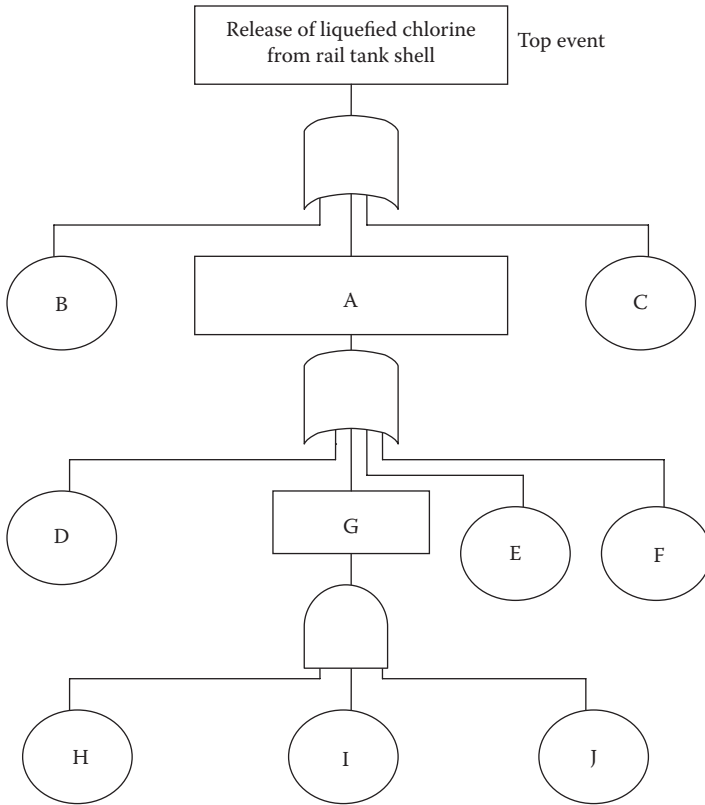 Release of liquefied chlorine
from rail tank shell
Top event
B
A
C
D
G
E
F
H
I
J